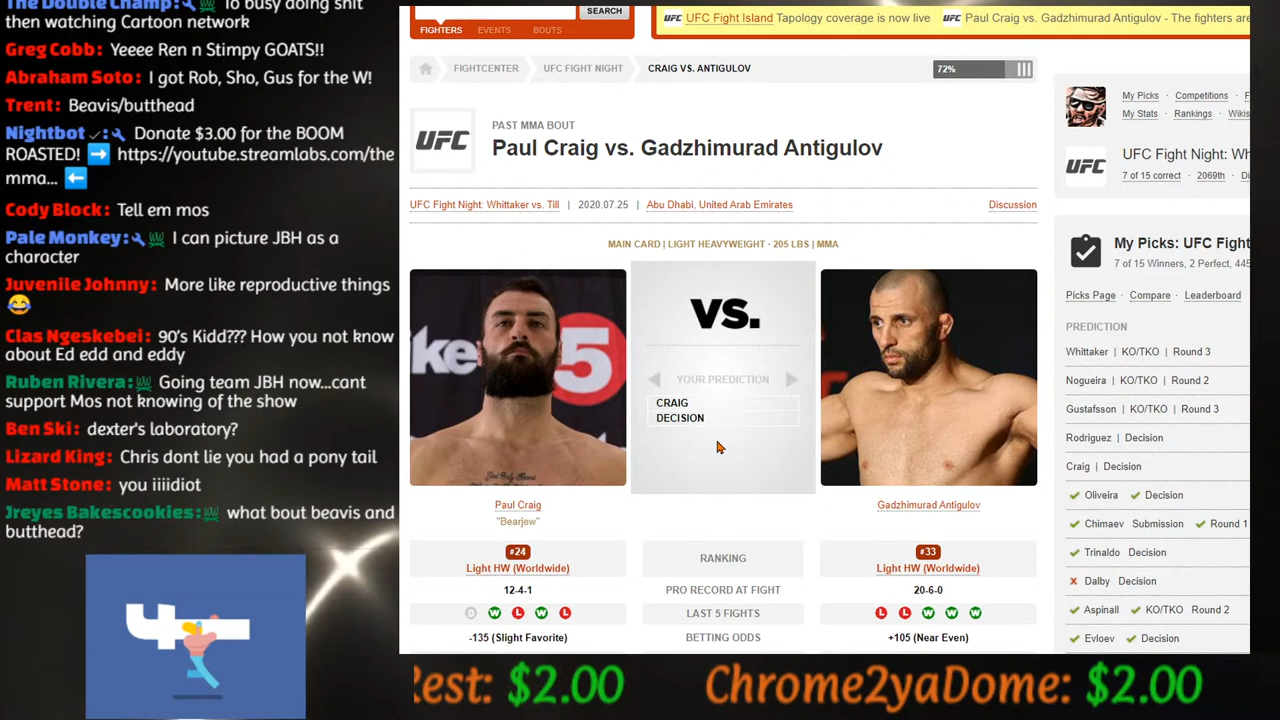 The Double Champ: To busy doing shit
then watching Cartoon network
Greg Cobb: Yeeee Ren n Stimpy GOATS!!
Abraham Soto: I got Rob, Sho, Gus for the W!
Trent: Beavis/butthead
Nightbot ✓: Donate $3.00 for the BOOM
ROASTED! ➡ https://youtube.streamlabs.com/the
mma... ⬅
Cody Block: Tell em mos
Pale Monkey: I can picture JBH as a
character
Juvenile Johnny: More like reproductive things
😂
Clas Ngeskebei: 90's Kidd??? How you not know
about Ed edd and eddy
Ruben Rivera: Going team JBH now...cant
support Mos not knowing of the show
Ben Ski: dexter's laboratory?
Lizard King: Chris dont lie you had a pony tail
Matt Stone: you iiiidiot
Jreyes Bakescookies: what bout beavis and
butthead?
SEARCH
FIGHTERS EVENTS BOUTS
UFC UFC Fight Island Tapology coverage is now live UFC Paul Craig vs. Gadzhimurad Antigulov - The fighters are
FIGHTCENTER UFC FIGHT NIGHT CRAIG VS. ANTIGULOV 72%
UFC
PAST MMA BOUT
Paul Craig vs. Gadzhimurad Antigulov
UFC Fight Night: Whittaker vs. Till | 2020.07.25 | Abu Dhabi, United Arab Emirates Discussion
MAIN CARD | LIGHT HEAVYWEIGHT · 205 LBS | MMA
ke 5
VS.
YOUR PREDICTION
CRAIG
DECISION
Paul Craig Gadzhimurad Antigulov
"Bearjew"
#24 RANKING #33
Light HW (Worldwide) Light HW (Worldwide)
12-4-1 PRO RECORD AT FIGHT 20-6-0
D W L W L LAST 5 FIGHTS L L W W W
-135 (Slight Favorite) BETTING ODDS +105 (Near Even)
My Picks · Competitions · F
My Stats · Rankings · Wikis
UFC
UFC Fight Night: Wh
7 of 15 correct · 2069th · Di
My Picks: UFC Fight
7 of 15 Winners, 2 Perfect, 445
Picks Page · Compare · Leaderboard
PREDICTION
Whittaker | KO/TKO | Round 3
Nogueira | KO/TKO | Round 2
Gustafsson | KO/TKO | Round 3
Rodriguez | Decision
Craig | Decision
Oliveira Decision
Chimaev Submission Round 1
Trinaldo Decision
Dalby Decision
Aspinall KO/TKO Round 2
Evloev Decision
Rest: $2.00 Chrome2yaDome: $2.00